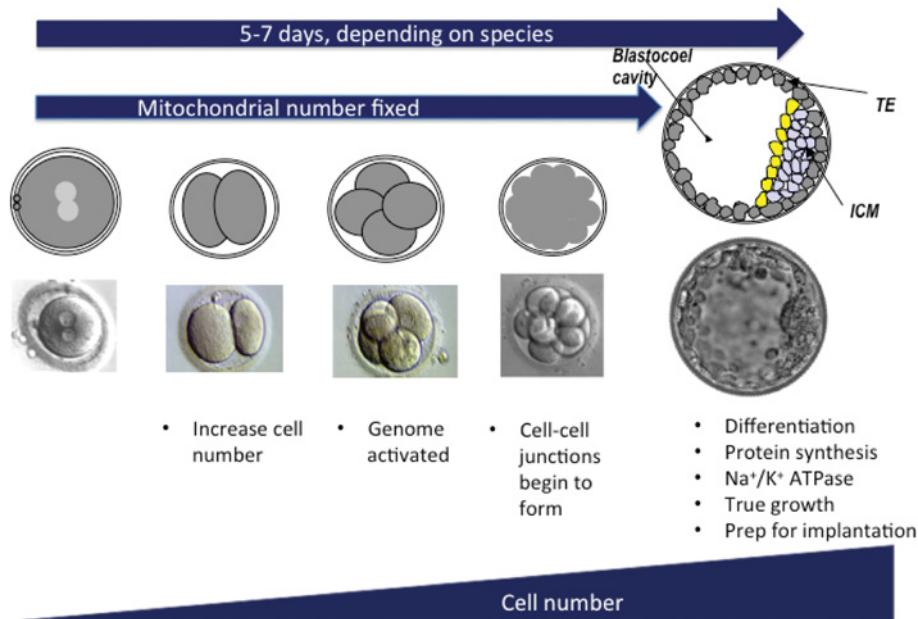 5-7 days, depending on species
Blastocoel
cavity
Mitochondrial number fixed
TE
ICM
• Increase cell
number
• Genome
activated
• Cell-cell
junctions
begin to
form
• Differentiation
• Protein synthesis
• Na⁺/K⁺ ATPase
• True growth
• Prep for implantation
Cell number